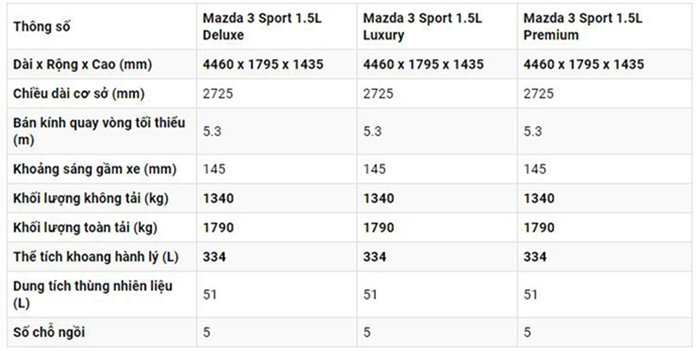 Thông số
Mazda 3 Sport 1.5L
Deluxe
Mazda 3 Sport 1.5L
Luxury
Mazda 3 Sport 1.5L
Premium
Dài x Rộng x Cao (mm)
4460 x 1795 x 1435
4460 x 1795 x 1435
4460 x 1795 x 1435
Chiều dài cơ sở (mm)
2725
2725
2725
Bán kính quay vòng tối thiểu
(m)
5.3
5.3
5.3
Khoảng sáng gầm xe (mm)
145
145
145
Khối lượng không tải (kg)
1340
1340
1340
Khối lượng toàn tải (kg)
1790
1790
1790
Thể tích khoang hành lý (L)
334
334
334
Dung tích thùng nhiên liệu
(L)
51
51
51
Số chỗ ngồi
5
5
5